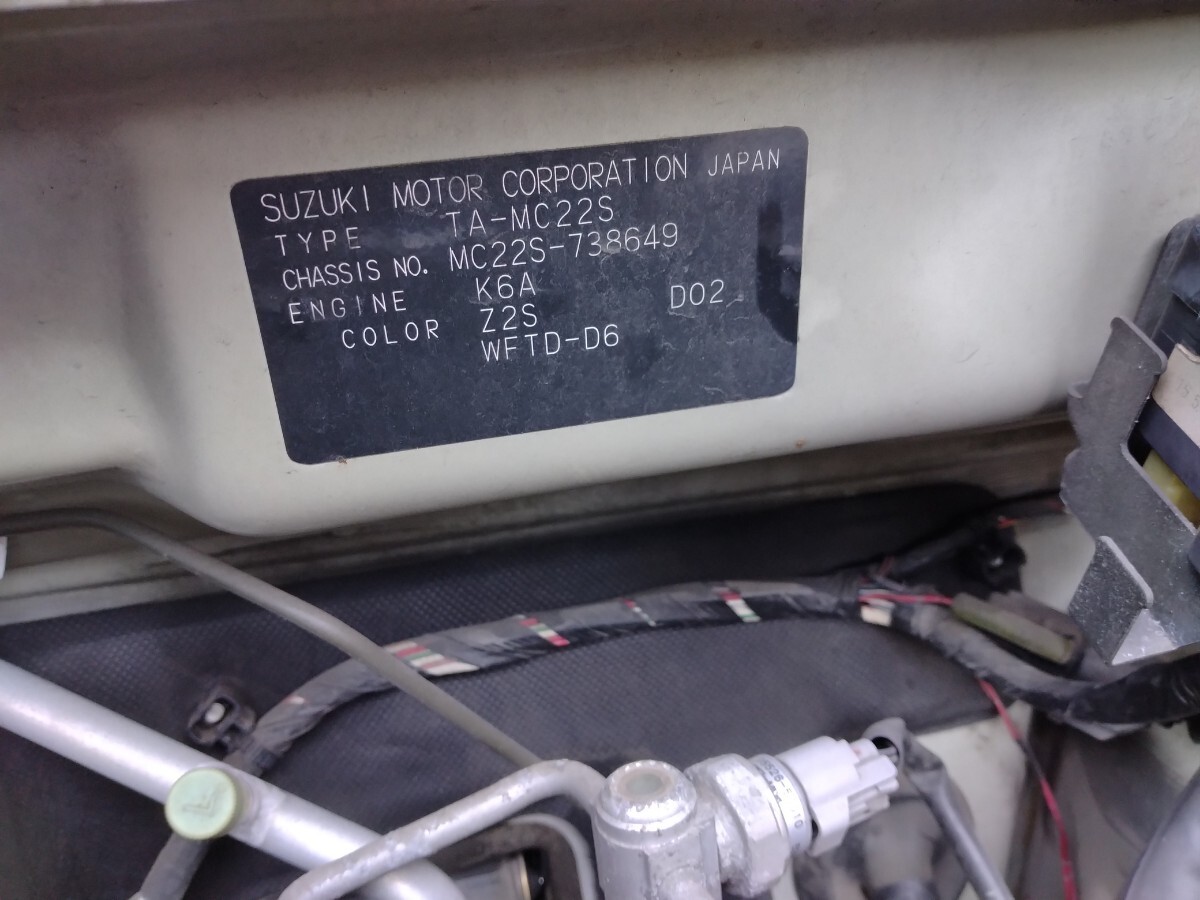 SUZUKI MOTOR CORPORATION JAPAN
TYPE TA-MC22S
CHASSIS NO. MC22S-738649
ENGINE K6A
COLOR Z2S D02
WFTD-D6
L